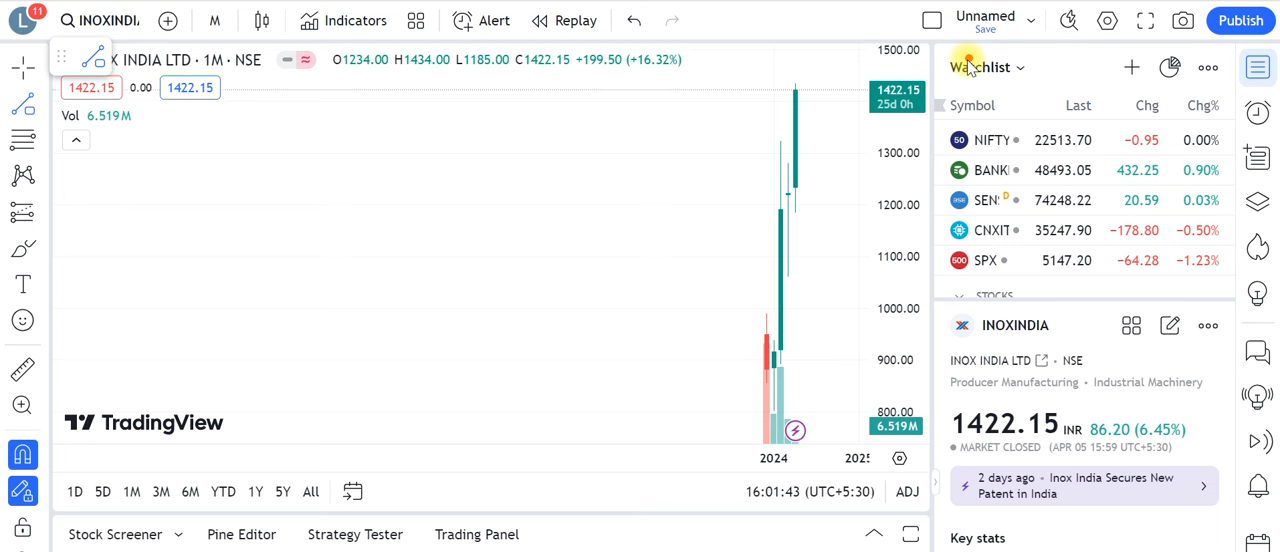 L 11 INOXINDI M Indicators Alert Replay Unnamed Save Publish
X INDIA LTD · 1M · NSE O1234.00 H1434.00 L1185.00 C1422.15 +199.50 (+16.32%)
1422.15 0.00 1422.15
Vol 6.519M
1500.00
1422.15
25d 0h
1300.00
1200.00
1100.00
1000.00
900.00
800.00
6.519M
TradingView
2024 2025
1D 5D 1M 3M 6M YTD 1Y 5Y All 16:01:43 (UTC+5:30) ADJ
Stock Screener Pine Editor Strategy Tester Trading Panel
Watchlist
Symbol Last Chg Chg%
50 NIFTY 22513.70 −0.95 0.00%
BANK 48493.05 432.25 0.90%
SEN D 74248.22 20.59 0.03%
CNXIT 35247.90 −178.80 −0.50%
500 SPX 5147.20 −64.28 −1.23%
STOCKS
INOXINDIA
INOX INDIA LTD · NSE
Producer Manufacturing · Industrial Machinery
1422.15 INR 86.20 (6.45%)
MARKET CLOSED (APR 05 15:59 UTC+5:30)
2 days ago · Inox India Secures New
Patent in India
Key stats